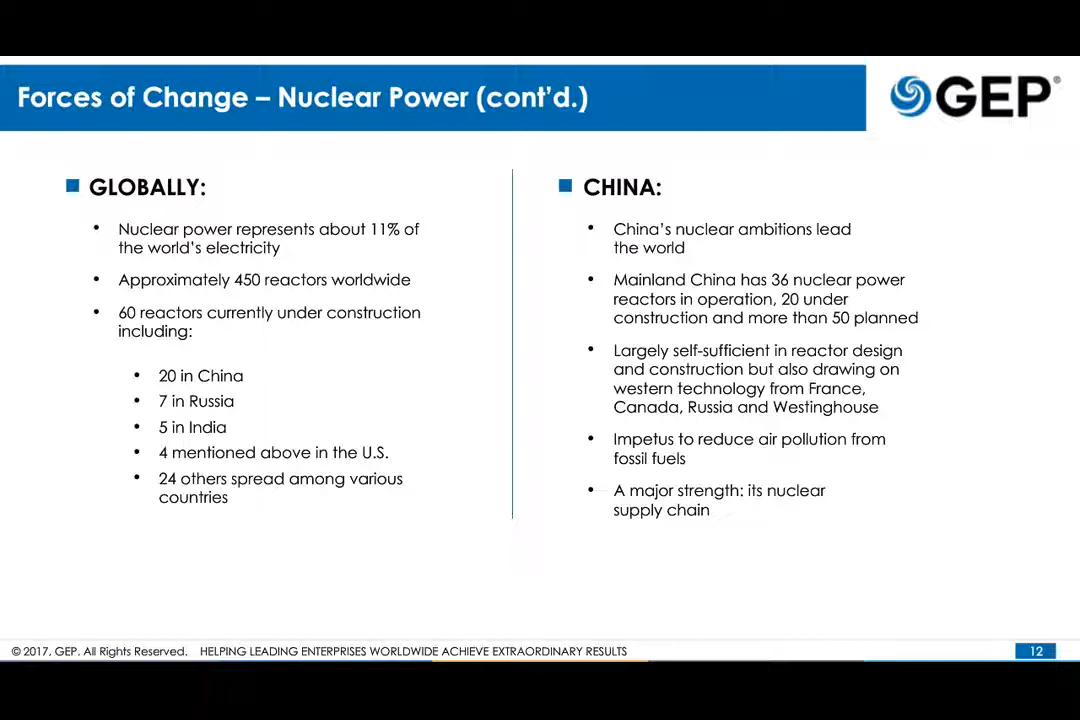 Forces of Change – Nuclear Power (cont'd.)
GEP®
GLOBALLY:
• Nuclear power represents about 11% of
the world's electricity
• Approximately 450 reactors worldwide
• 60 reactors currently under construction
including:
• 20 in China
• 7 in Russia
• 5 in India
• 4 mentioned above in the U.S.
• 24 others spread among various
countries
CHINA:
• China's nuclear ambitions lead
the world
• Mainland China has 36 nuclear power
reactors in operation, 20 under
construction and more than 50 planned
• Largely self-sufficient in reactor design
and construction but also drawing on
western technology from France,
Canada, Russia and Westinghouse
• Impetus to reduce air pollution from
fossil fuels
• A major strength: its nuclear
supply chain
© 2017, GEP. All Rights Reserved. HELPING LEADING ENTERPRISES WORLDWIDE ACHIEVE EXTRAORDINARY RESULTS
12